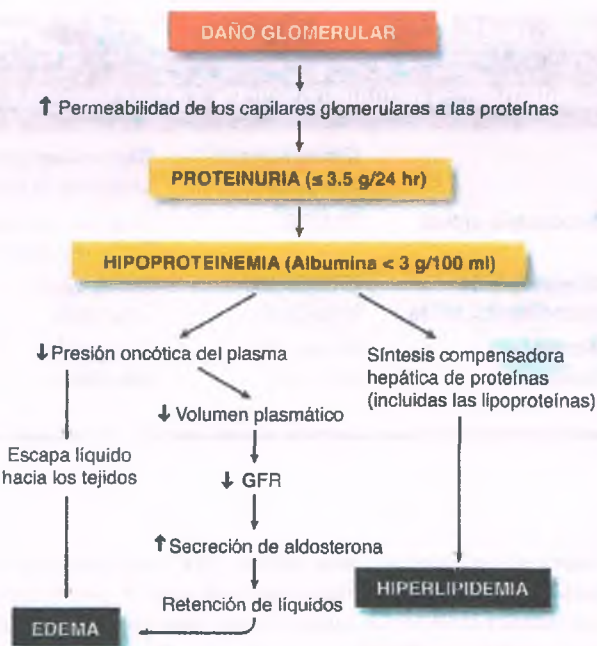 DAÑO GLOMERULAR
↑ Permeabilidad de los capilares glomerulares a las proteínas
PROTEINURIA (≤ 3.5 g/24 hr)
HIPOPROTEINEMIA (Albumina < 3 g/100 ml)
↓ Presión oncótica del plasma
Síntesis compensadora
hepática de proteínas
(incluidas las lipoproteínas)
↓ Volumen plasmático
Escapa líquido
hacia los tejidos
↓ GFR
↑ Secreción de aldosterona
HIPERLIPIDEMIA
Retención de líquidos
EDEMA